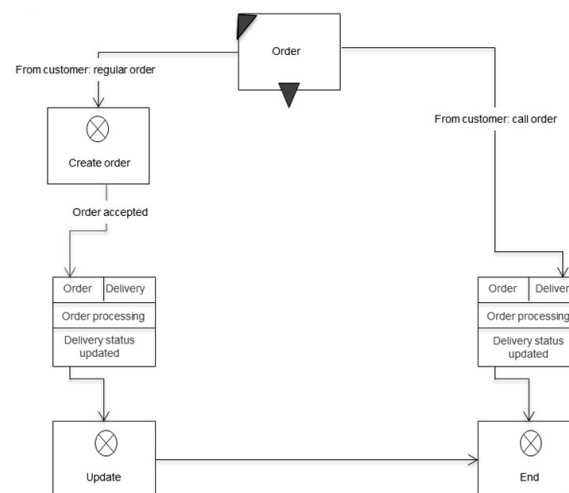 Order
From customer: regular order
From customer: call order
Create order
Order accepted
Order Delivery
Order processing
Delivery status
updated
Order Delivery
Order processing
Delivery status
updated
Update
End